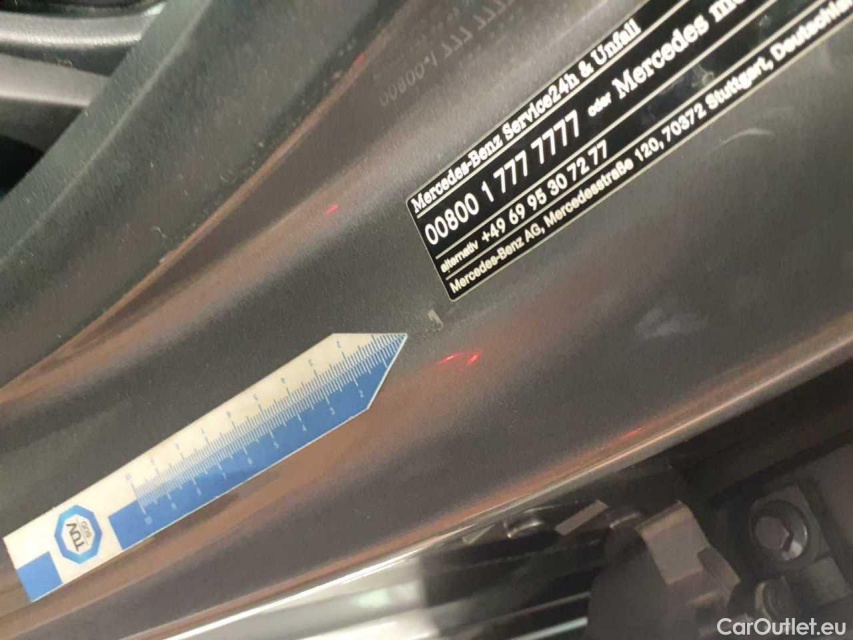 Mercedes-Benz Service24h & Unfall
00800 1 777 7777 oder Mercedes me
alternativ +49 69 95 30 72 77
Mercedes-Benz AG, Mercedesstraße 120, 70372 Stuttgart, Deutschland
TÜV SÜD
CarOutlet.eu